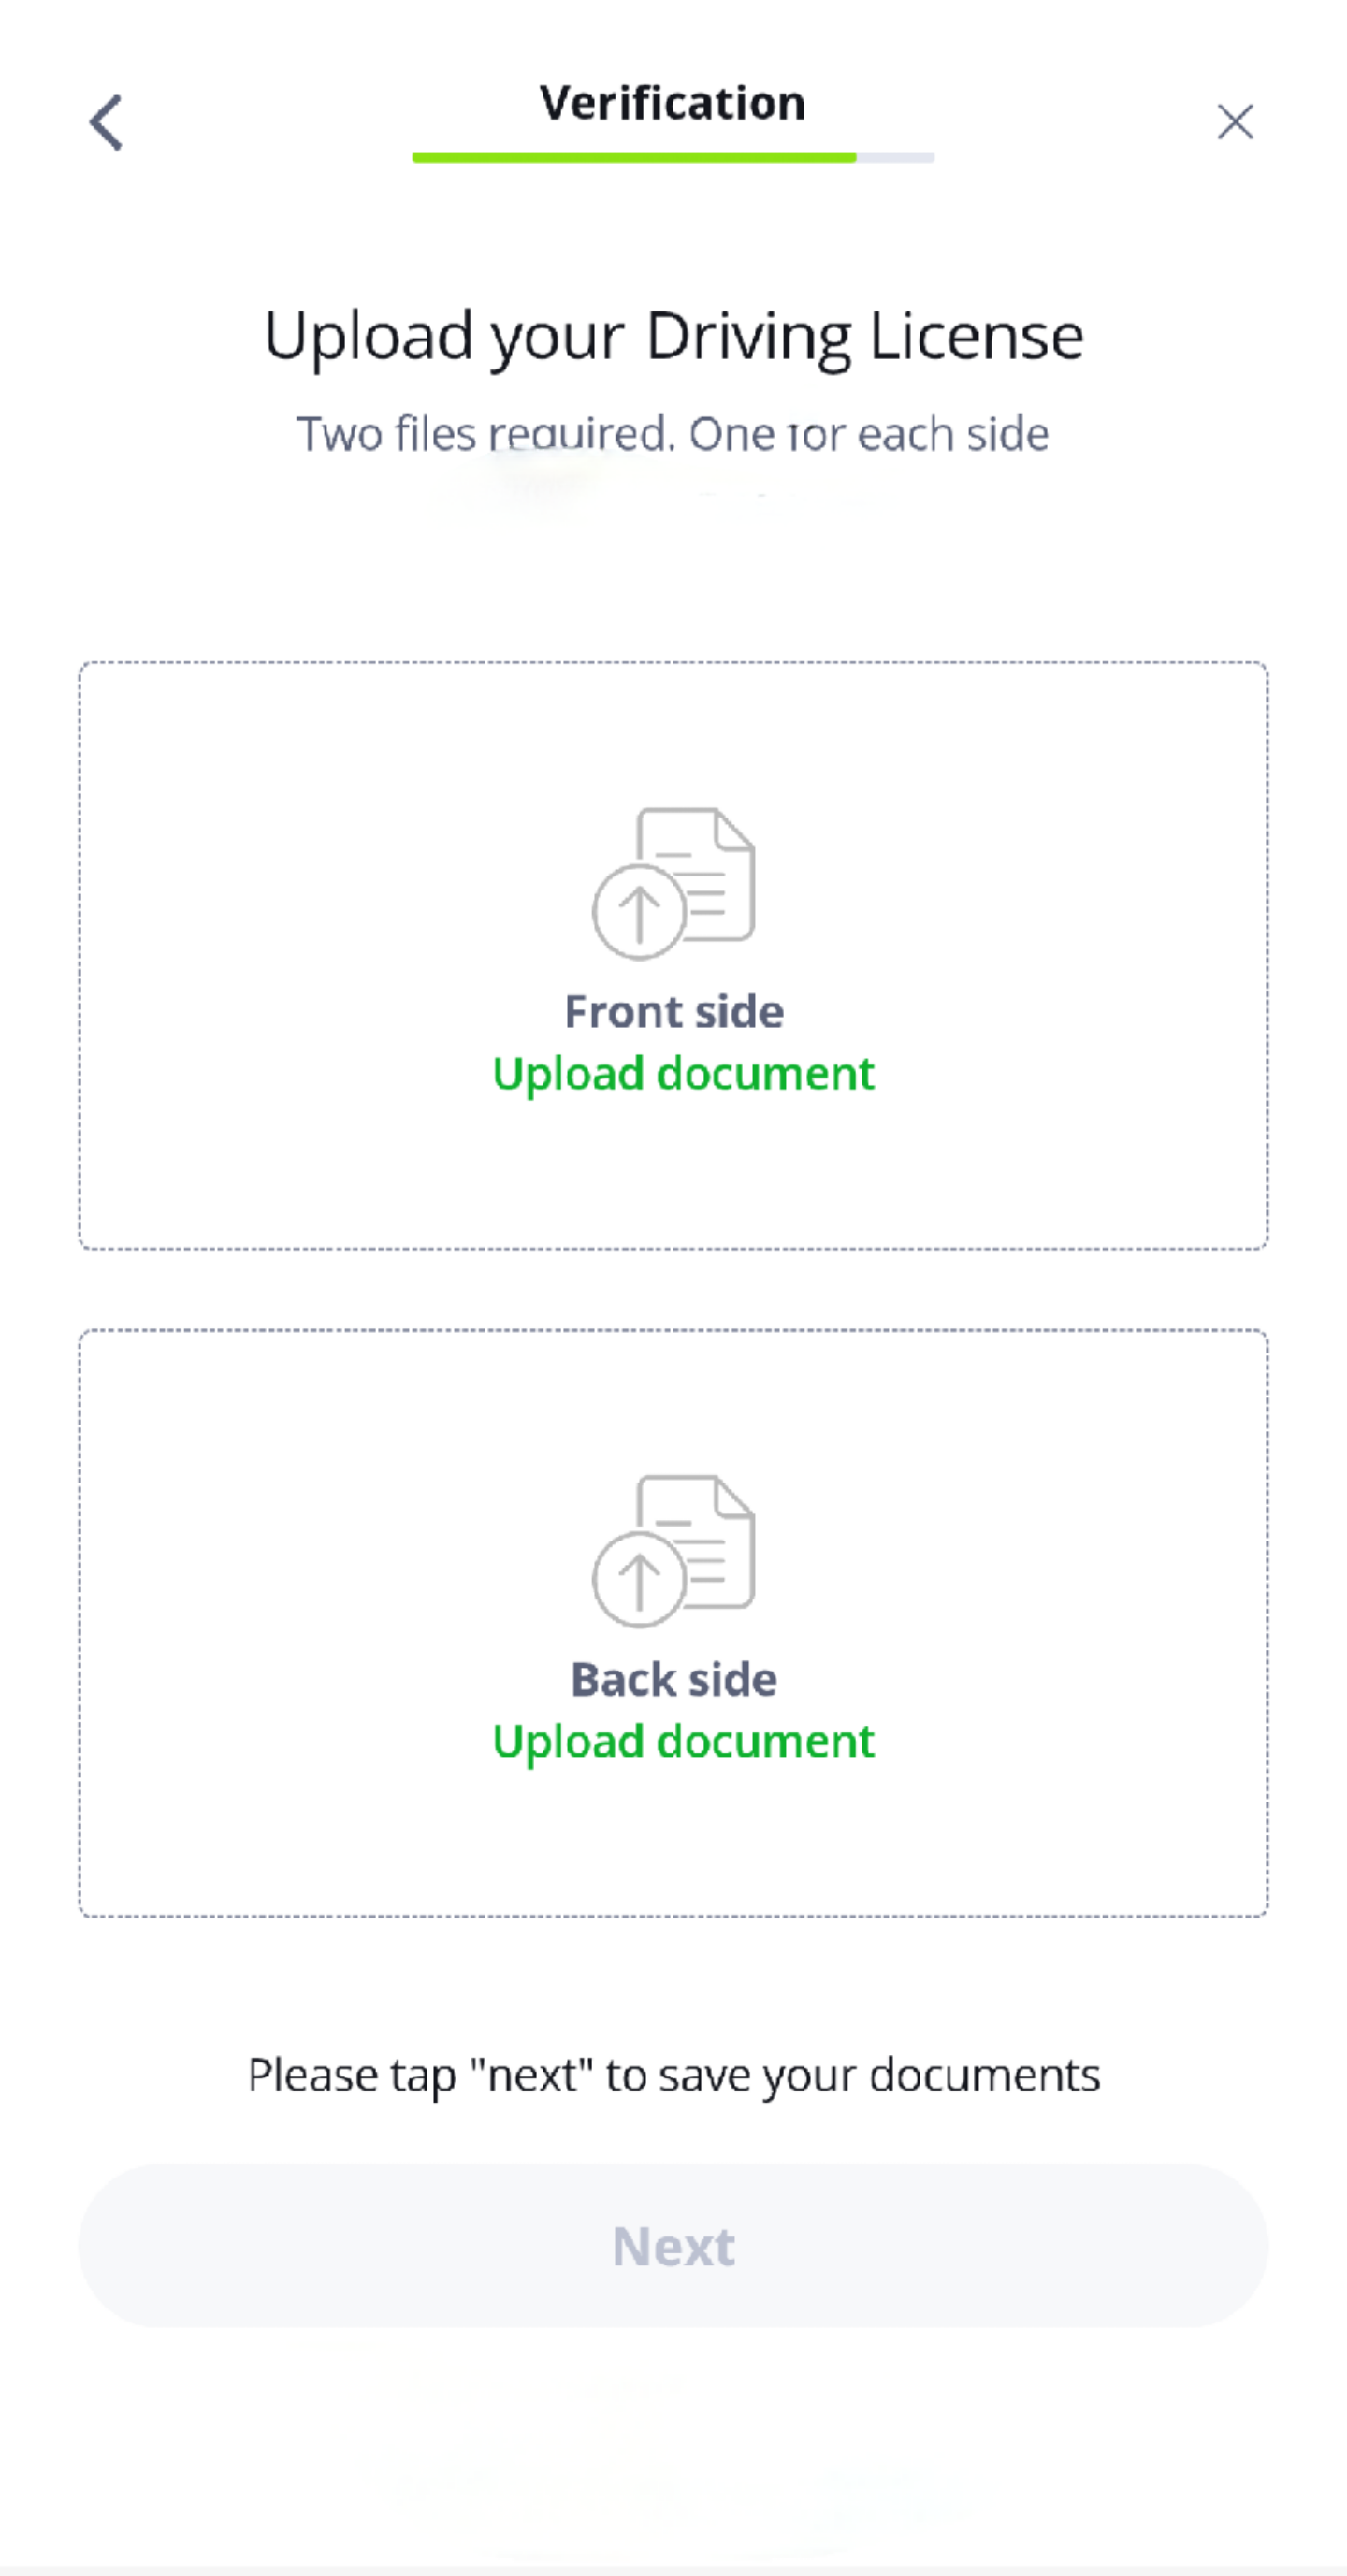 Verification
Upload your Driving License
Two files required. One for each side
Front side
Upload document
Back side
Upload document
Please tap "next" to save your documents
Next